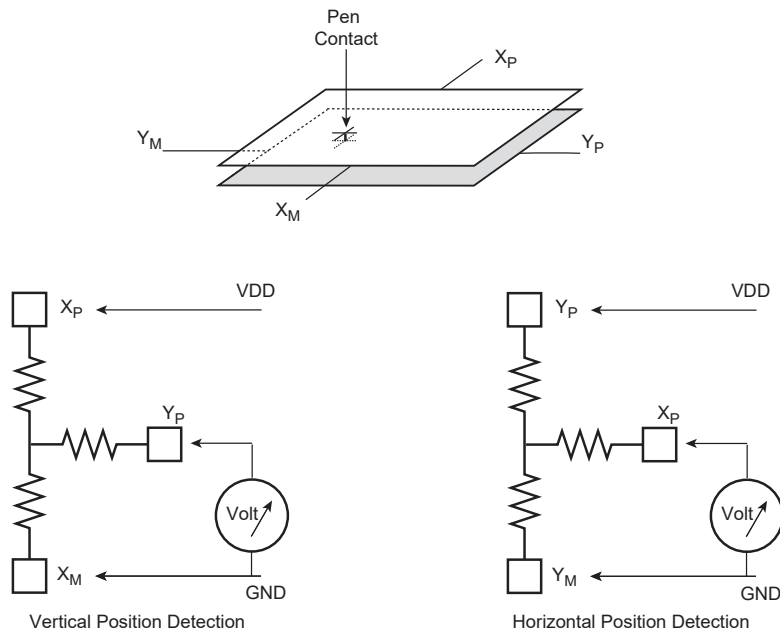 Pen
Contact
X_P
Y_M
Y_P
X_M
X_P
VDD
Y_P
Volt
X_M
GND
Vertical Position Detection
Y_P
VDD
X_P
Volt
Y_M
GND
Horizontal Position Detection